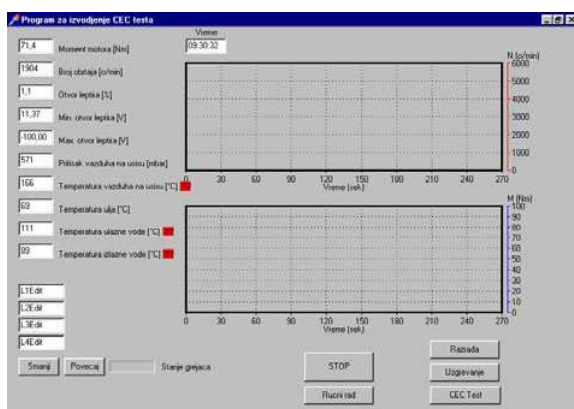 Program za izvodjenje CEC testa
Vreme
09:30:32
71,4 Moment motora [Nm]
1904 Broj obrtaja [o/min]
1,1 Otvor leptira [%]
11,37 Min. otvor leptira [V]
-100,00 Max. otvor leptira [V]
571 Pritisak vazduha na usisu [mbar]
166 Temperatura vazduha na usisu [°C]
69 Temperatura ulja [°C]
111 Temperatura ulazne vode [°C]
89 Temperatura izlazne vode [°C]
N [o/min]
6000
5000
4000
3000
2000
1000
0
0 30 60 90 120 150 180 210 240 270
Vreme [sek]
M [Nm]
100
90
80
70
60
50
40
30
20
10
0
0 30 60 90 120 150 180 210 240 270
Vreme [sek]
L1Edit
L2Edit
L3Edit
L4Edit
Smanji Povecaj Stanje grejaca
STOP
Rucni rad
Razrada
Uzgrevanje
CEC Test